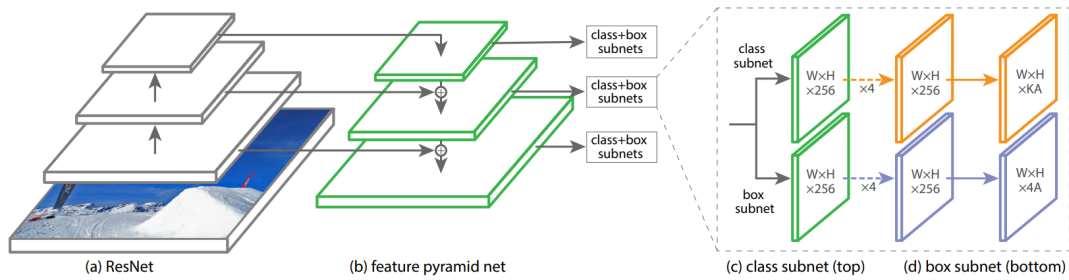 class+box
subnets
class+box
subnets
class+box
subnets
class
subnet
W×H
×256
×4
W×H
×256
W×H
×KA
box
subnet
W×H
×256
×4
W×H
×256
W×H
×4A
(a) ResNet
(b) feature pyramid net
(c) class subnet (top)
(d) box subnet (bottom)